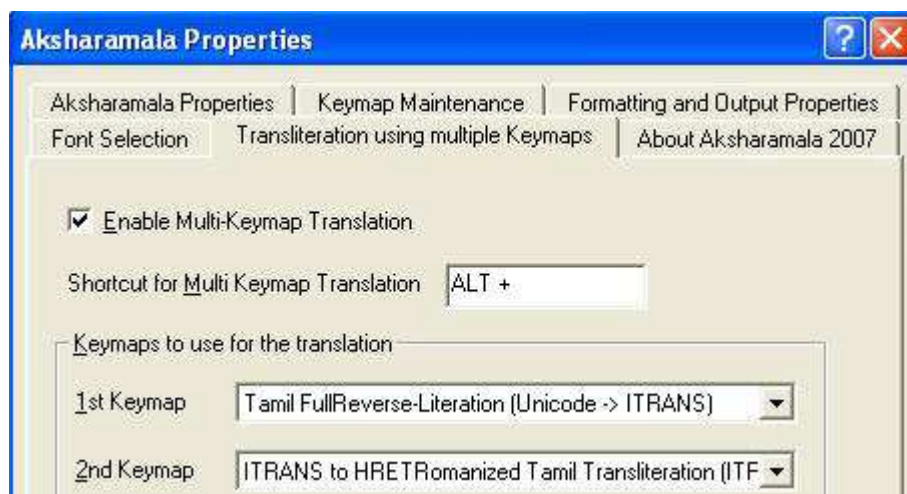 Aksharamala Properties
Aksharamala Properties Keymap Maintenance Formatting and Output Properties
Font Selection Transliteration using multiple Keymaps About Aksharamala 2007
Enable Multi-Keymap Translation
Shortcut for Multi Keymap Translation ALT +
Keymaps to use for the translation
1st Keymap Tamil FullReverse-Literation (Unicode -> ITRANS)
2nd Keymap ITRANS to HRETRomanized Tamil Transliteration (ITF